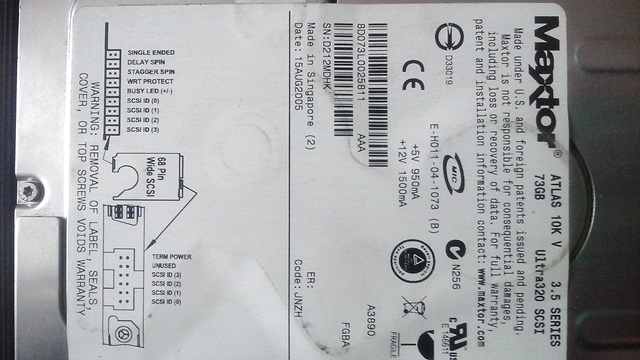 Maxtor®
ATLAS 10K V 3.5 SERIES
73GB Ultra320 SCSI
Made under U.S. and foreign patents issued and pending.
Maxtor is not responsible for consequential damages,
including loss or recovery of data. For full warranty,
patent and installation information contact: www.maxtor.com
D33019
MIC
N256
E-H011-04-1073 (B)
+5V 950mA
+12V 1500mA
8D073L0025811 AAA
A3890
SN:D212MDHK
FGBA
FRAGILE
Made in Singapore (2)
ER:
Date: 15AUG2005
Code: JNZH
SINGLE ENDED
DELAY SPIN
STAGGER SPIN
WRT PROTECT
BUSY LED (+/-)
SCSI ID (0)
SCSI ID (1)
SCSI ID (2)
SCSI ID (3)
68 Pin
Wide SCSI
TERM POWER
UNUSED
SCSI ID (3)
SCSI ID (2)
SCSI ID (1)
SCSI ID (0)
WARNING: REMOVAL OF LABEL, SEALS,
COVER, OR TOP SCREWS VOIDS WARRANTY